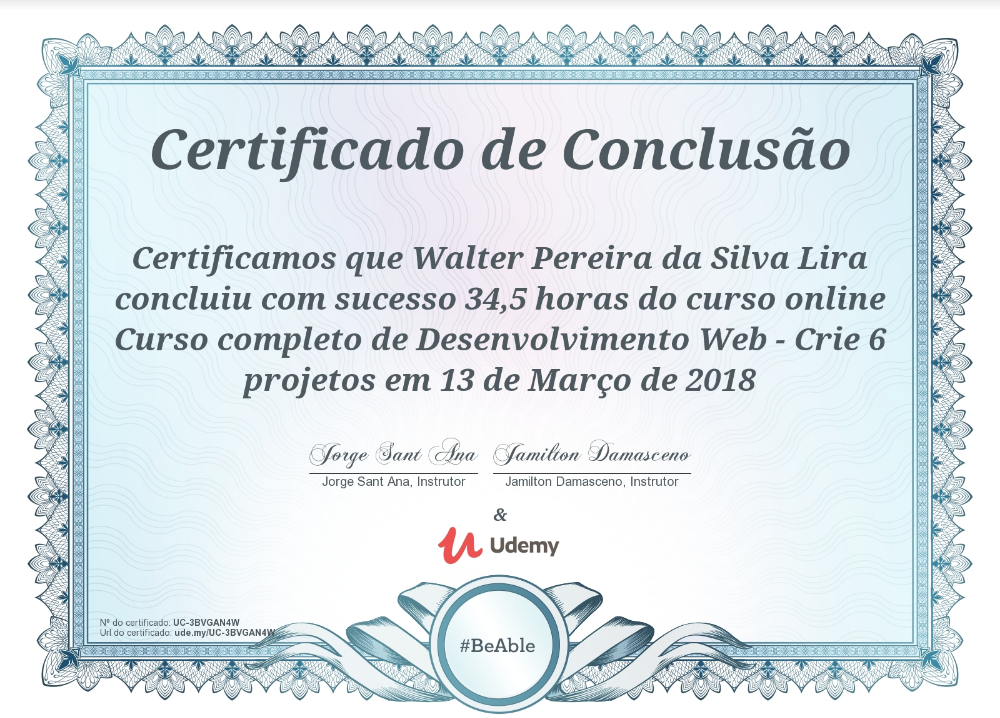 Certificado de Conclusão
Certificamos que Walter Pereira da Silva Lira
concluiu com sucesso 34,5 horas do curso online
Curso completo de Desenvolvimento Web - Crie 6
projetos em 13 de Março de 2018
Jorge Sant Ana Jamilton Damasceno
Jorge Sant Ana, Instrutor Jamilton Damasceno, Instrutor
&
Udemy
Nº do certificado: UC-3BVGAN4W
Url do certificado: ude.my/UC-3BVGAN4W
#BeAble